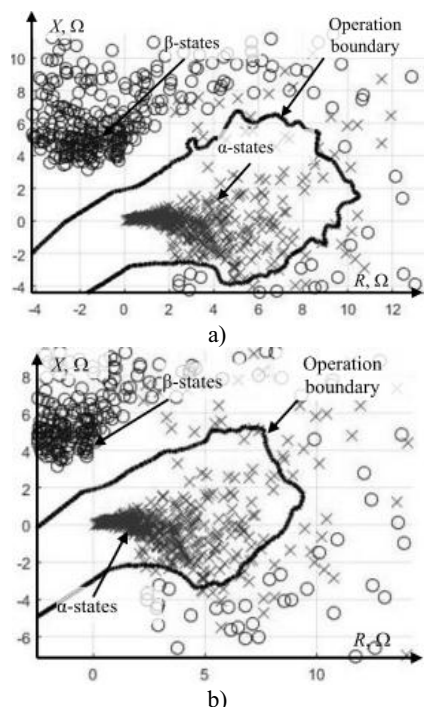 X, Ω
β-states
Operation
boundary
α-states
10
8
6
4
2
0
-2
-4
R, Ω
-4 -2 0 2 4 6 8 10 12
a)
X, Ω
β-states
Operation
boundary
8
6
4
2
0
-2
-4
-6
α-states
R, Ω
0 5 10
b)